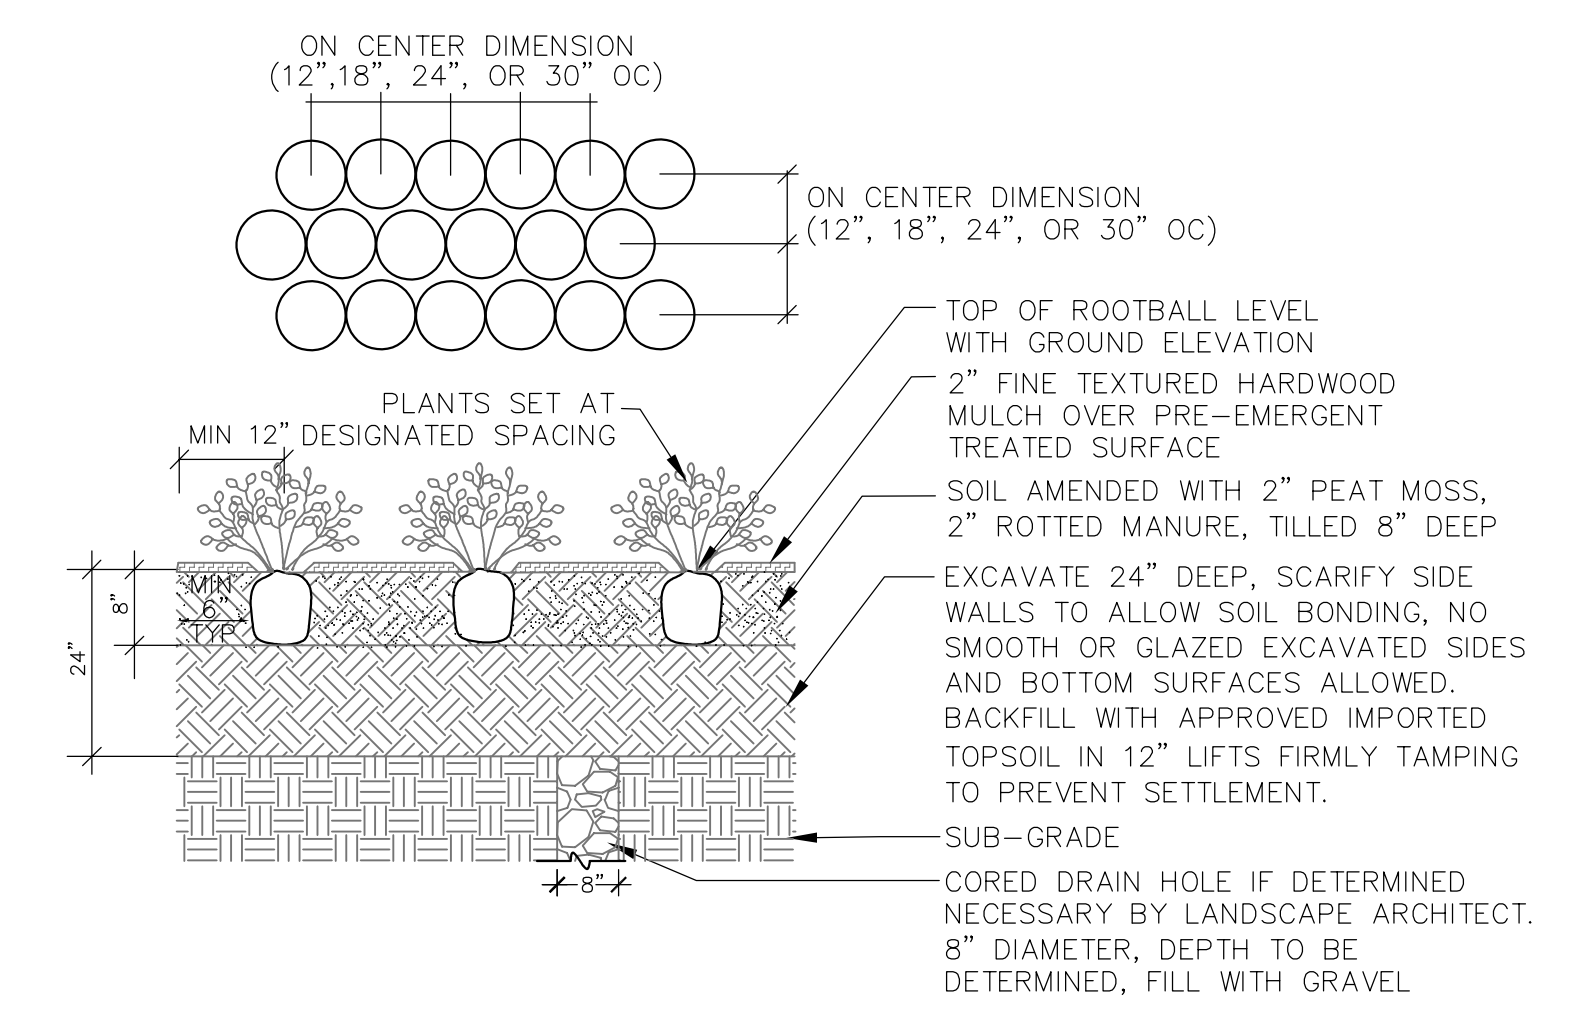 ON CENTER DIMENSION
(12”,18”, 24”, OR 30” OC)
ON CENTER DIMENSION
(12”, 18”, 24”, OR 30” OC)
TOP OF ROOTBALL LEVEL
WITH GROUND ELEVATION
2” FINE TEXTURED HARDWOOD
MULCH OVER PRE-EMERGENT
TREATED SURFACE
PLANTS SET AT
DESIGNATED SPACING
MIN 12”
SOIL AMENDED WITH 2” PEAT MOSS,
2” ROTTED MANURE, TILLED 8” DEEP
EXCAVATE 24” DEEP, SCARIFY SIDE
WALLS TO ALLOW SOIL BONDING, NO
SMOOTH OR GLAZED EXCAVATED SIDES
AND BOTTOM SURFACES ALLOWED.
BACKFILL WITH APPROVED IMPORTED
TOPSOIL IN 12” LIFTS FIRMLY TAMPING
TO PREVENT SETTLEMENT.
MIN
6”
TYP
8”
24”
SUB-GRADE
8”
CORED DRAIN HOLE IF DETERMINED
NECESSARY BY LANDSCAPE ARCHITECT.
8” DIAMETER, DEPTH TO BE
DETERMINED, FILL WITH GRAVEL